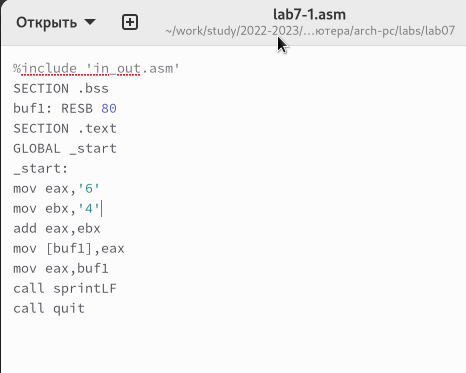 Открыть
lab7-1.asm
~/work/study/2022-2023/...ютера/arch-pc/labs/lab07
%include 'in_out.asm'
SECTION .bss
buf1: RESB 80
SECTION .text
GLOBAL _start
_start:
mov eax,'6'
mov ebx,'4'
add eax,ebx
mov [buf1],eax
mov eax,buf1
call sprintLF
call quit